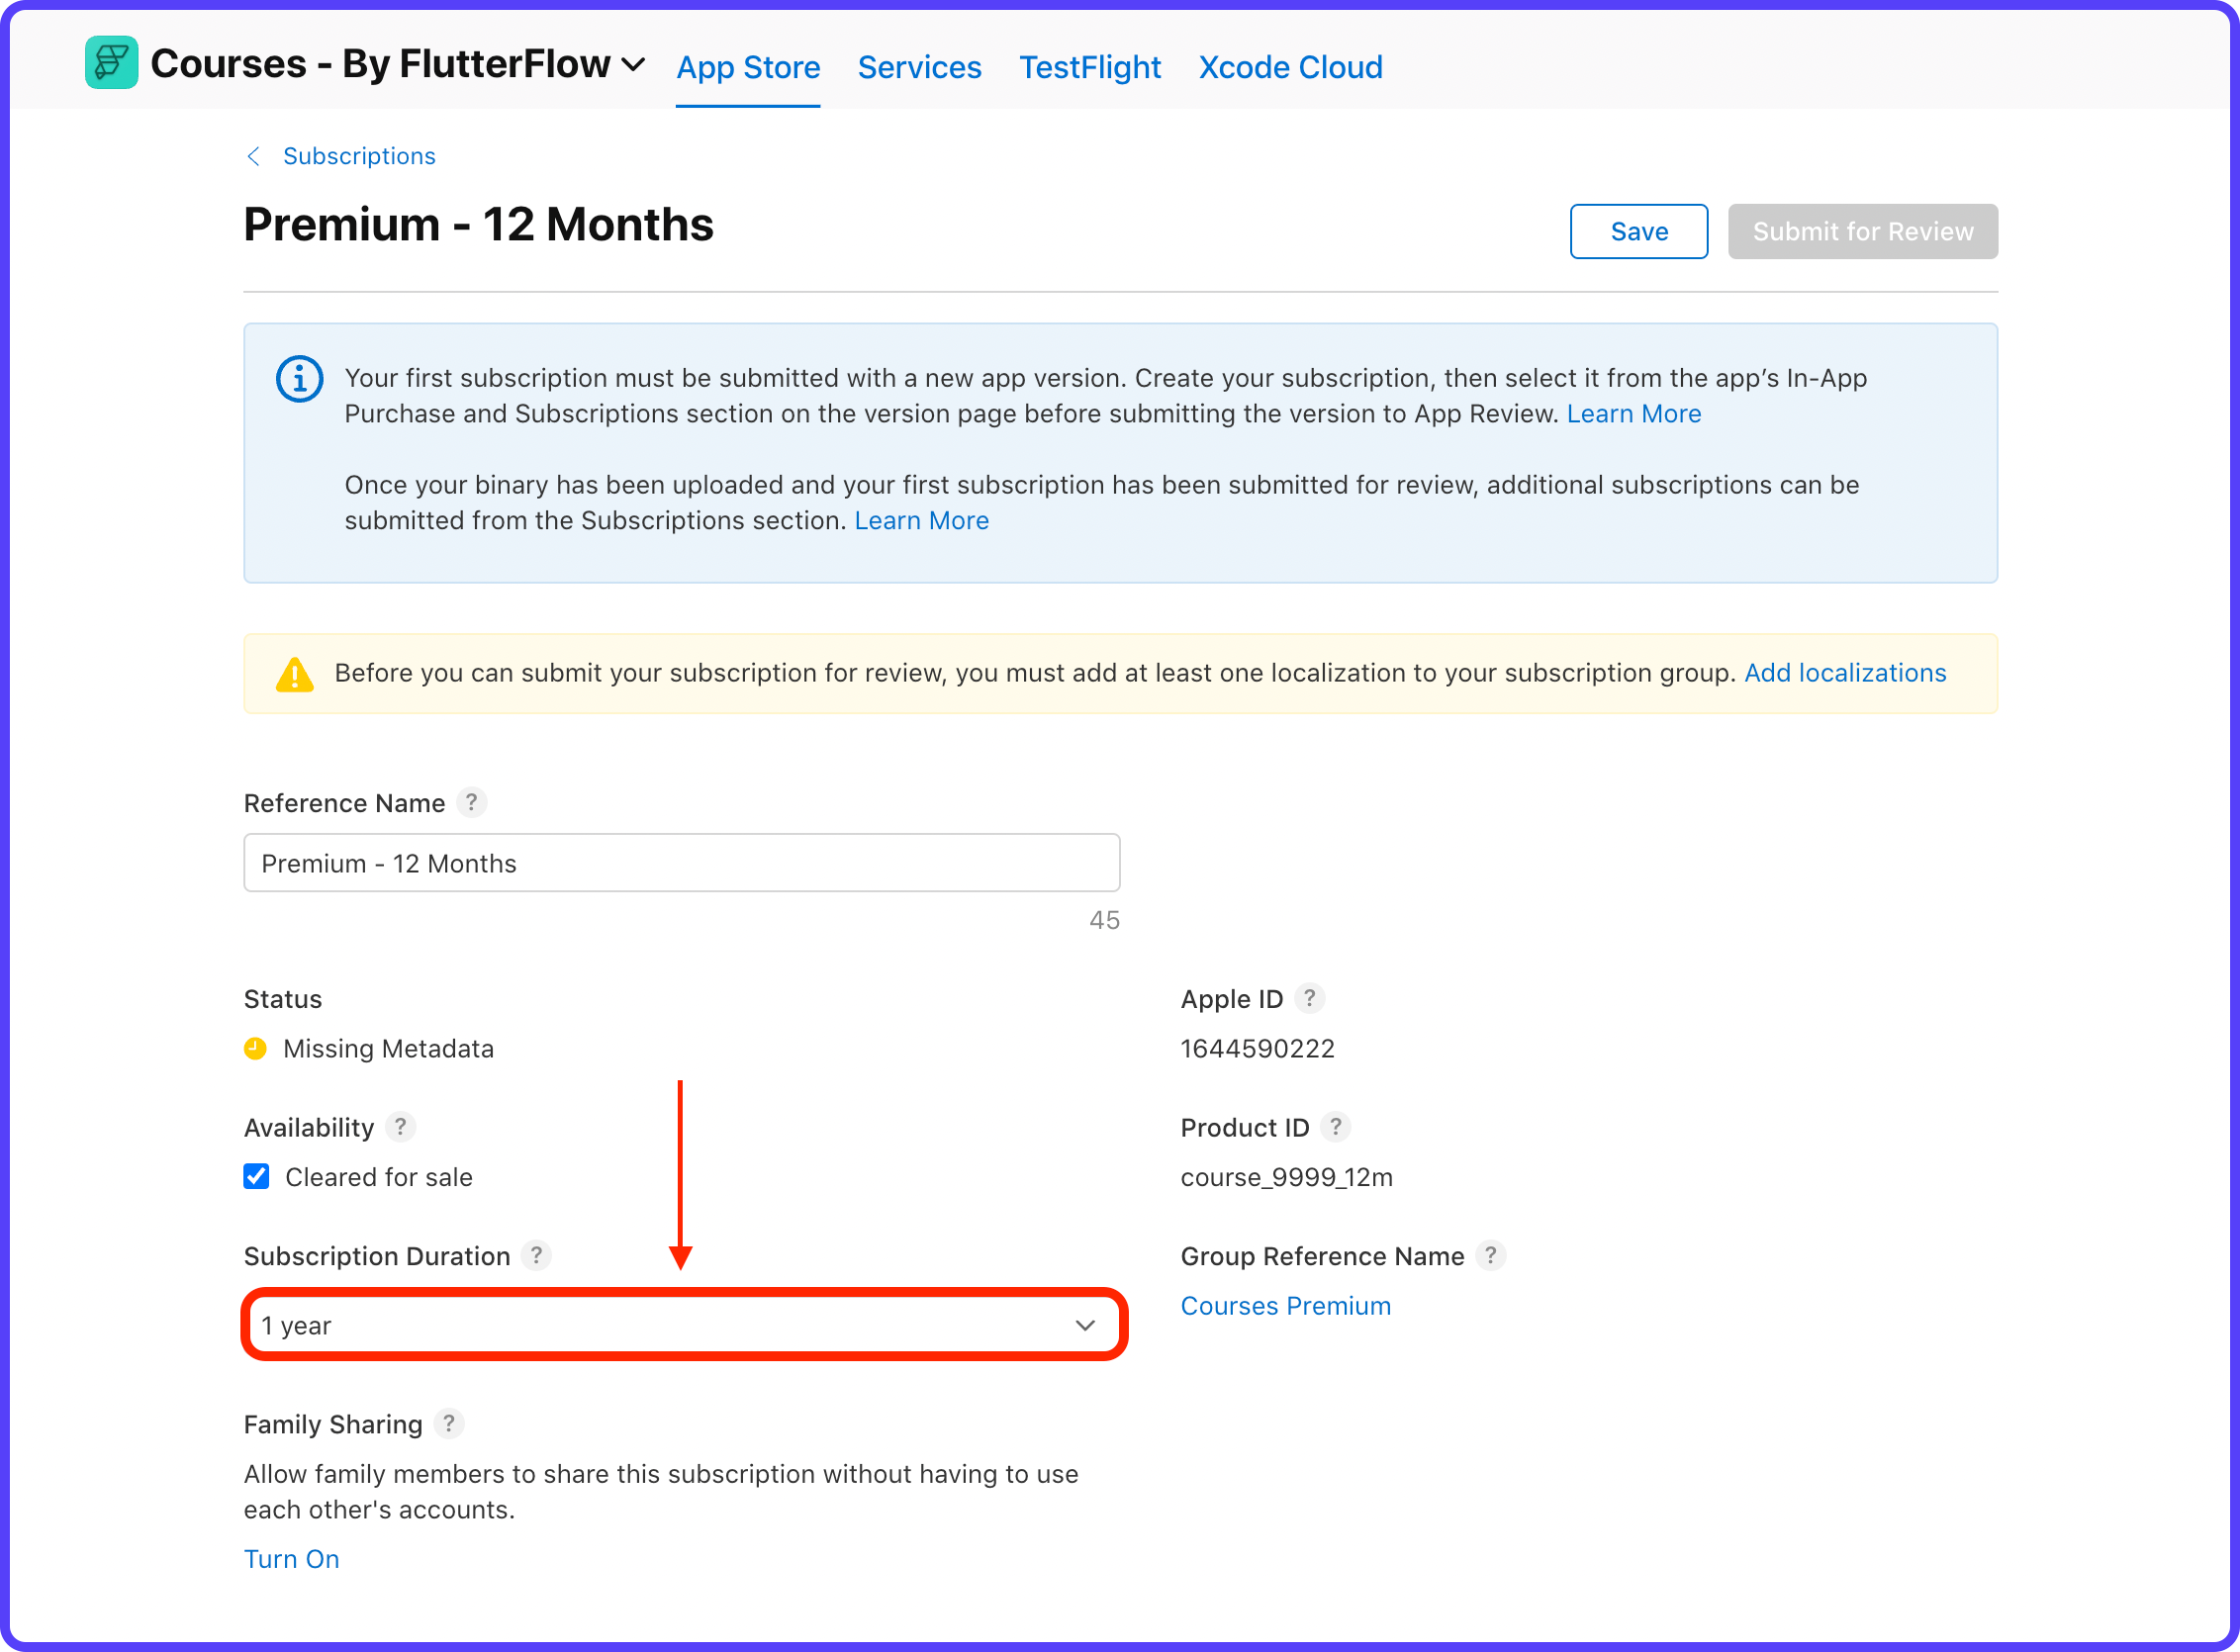 Courses - By FlutterFlow
App Store
Services
TestFlight
Xcode Cloud
Subscriptions
Premium - 12 Months
Save
Submit for Review
Your first subscription must be submitted with a new app version. Create your subscription, then select it from the app’s In-App
Purchase and Subscriptions section on the version page before submitting the version to App Review. Learn More
Once your binary has been uploaded and your first subscription has been submitted for review, additional subscriptions can be
submitted from the Subscriptions section. Learn More
Before you can submit your subscription for review, you must add at least one localization to your subscription group. Add localizations
Reference Name ?
Premium - 12 Months
45
Status
Missing Metadata
Apple ID ?
1644590222
Availability ?
Cleared for sale
Product ID ?
course_9999_12m
Subscription Duration ?
1 year
Group Reference Name ?
Courses Premium
Family Sharing ?
Allow family members to share this subscription without having to use
each other's accounts.
Turn On